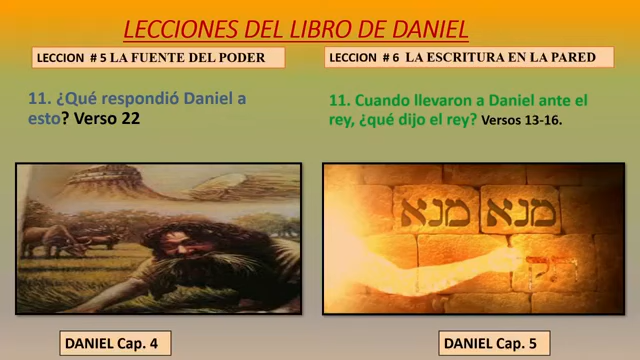 LECCIONES DEL LIBRO DE DANIEL
LECCION # 5 LA FUENTE DEL PODER
11. ¿Qué respondió Daniel a
esto? Verso 22
DANIEL Cap. 4
LECCION # 6 LA ESCRITURA EN LA PARED
11. Cuando llevaron a Daniel ante el
rey, ¿qué dijo el rey? Versos 13-16.
מנא מנא
DANIEL Cap. 5